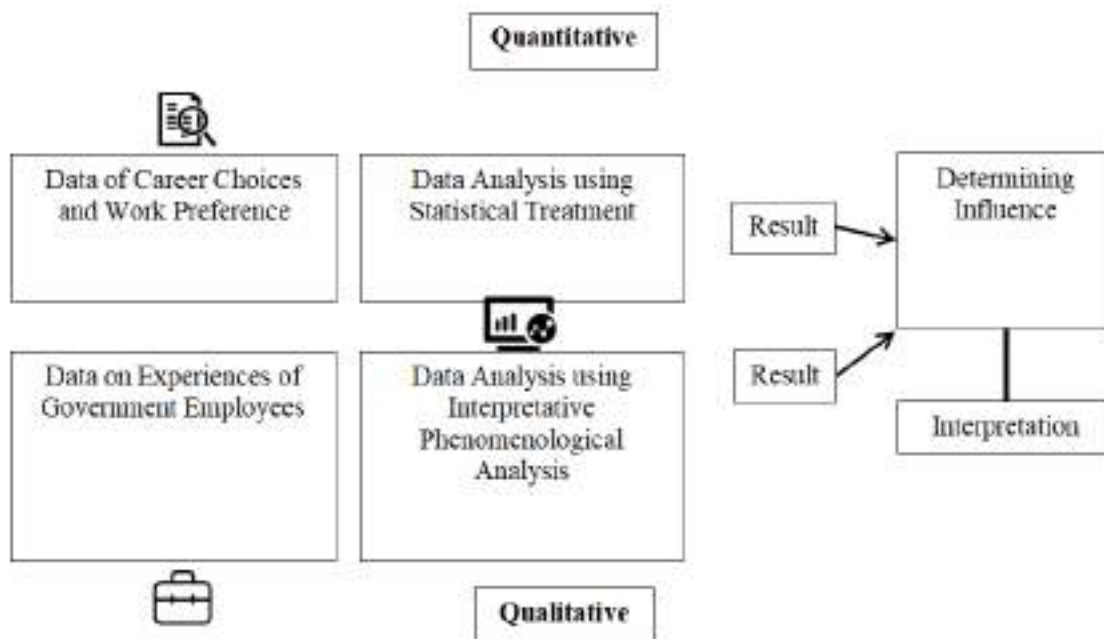 Quantitative
Data of Career Choices
and Work Preference
Data Analysis using
Statistical Treatment
Result
Determining
Influence
Data on Experiences of
Government Employees
Data Analysis using
Interpretative
Phenomenological
Analysis
Result
Interpretation
Qualitative